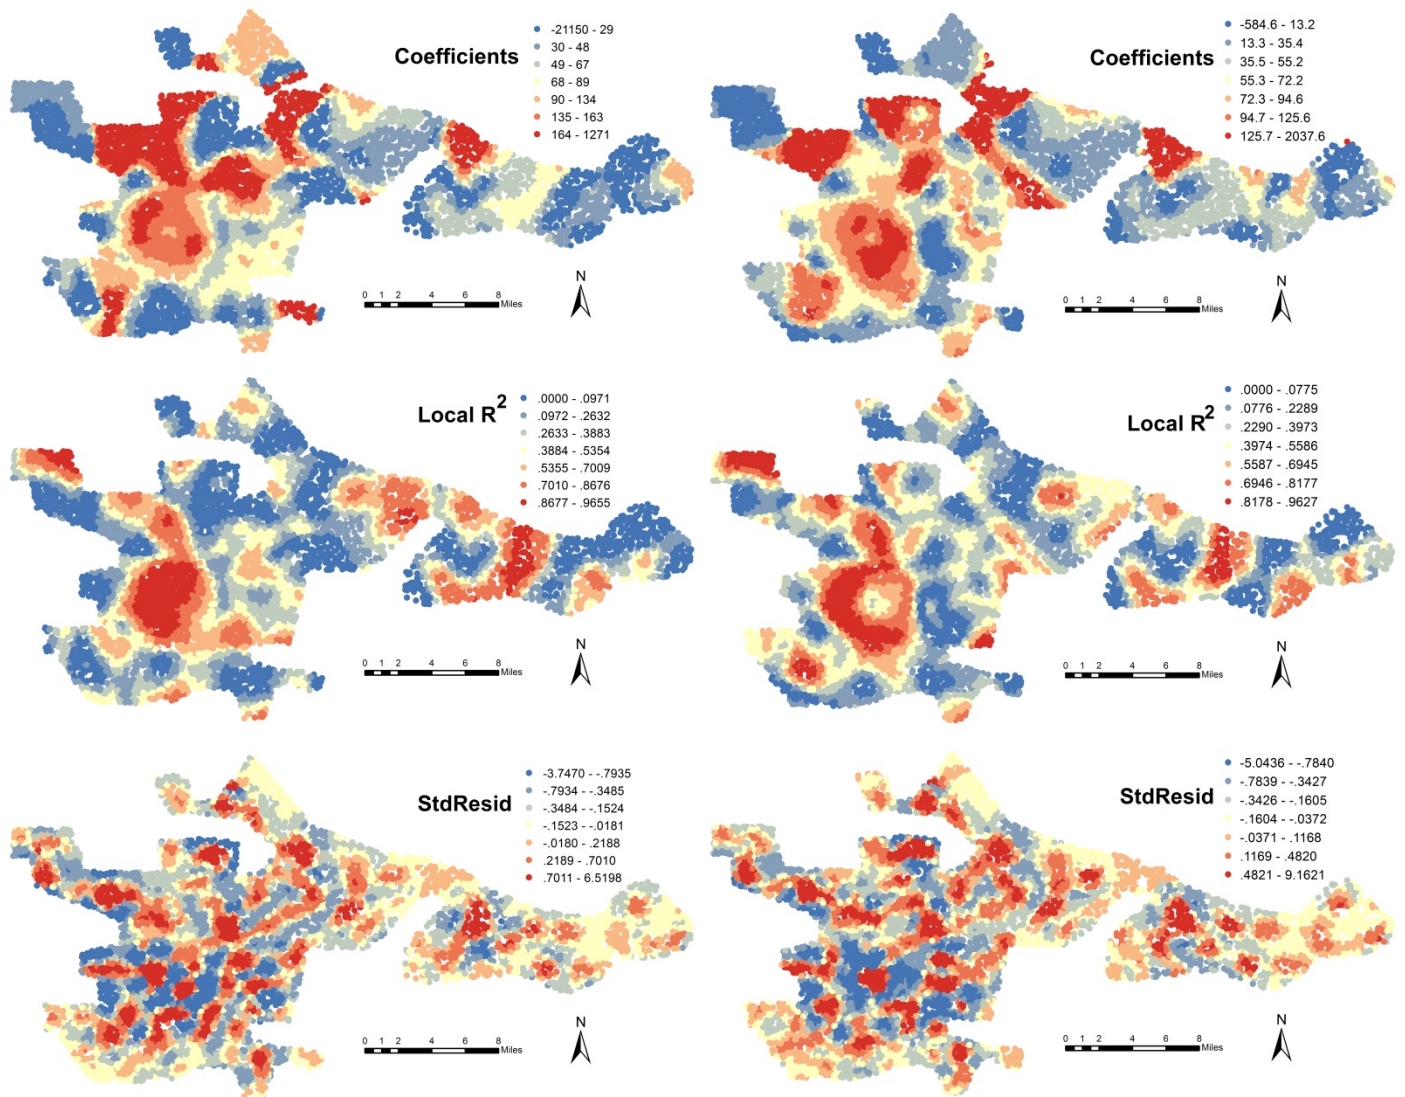 Coefficients
-21150 - 29
30 - 48
49 - 67
68 - 89
90 - 134
135 - 163
164 - 1271
N
0 1 2 4 6 8
Miles
Coefficients
-584.6 - 13.2
13.3 - 35.4
35.5 - 55.2
55.3 - 72.2
72.3 - 94.6
94.7 - 125.6
125.7 - 2037.6
N
0 1 2 4 6 8
Miles
Local R2
.0000 - .0971
.0972 - .2632
.2633 - .3883
.3884 - .5354
.5355 - .7009
.7010 - .8676
.8677 - .9655
N
0 1 2 4 6 8
Miles
Local R2
.0000 - .0775
.0776 - .2289
.2290 - .3973
.3974 - .5586
.5587 - .6945
.6946 - .8177
.8178 - .9627
N
0 1 2 4 6 8
Miles
StdResid
-3.7470 - -.7935
-.7934 - -.3485
-.3484 - -.1524
-.1523 - -.0181
-.0180 - .2188
.2189 - .7010
.7011 - 6.5198
N
0 1 2 4 6 8
Miles
StdResid
-5.0436 - -.7840
-.7839 - -.3427
-.3426 - -.1605
-.1604 - -.0372
-.0371 - .1168
.1169 - .4820
.4821 - 9.1621
N
0 1 2 4 6 8
Miles